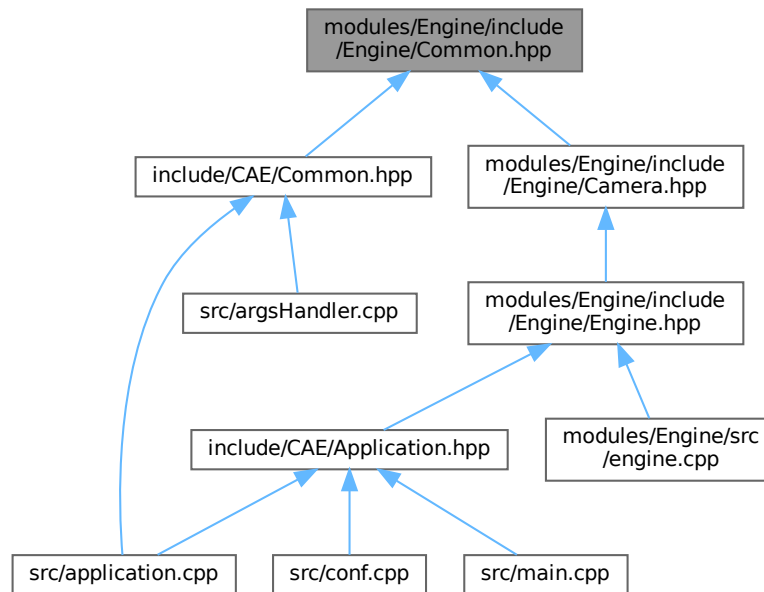 modules/Engine/include
/Engine/Common.hpp
include/CAE/Common.hpp
modules/Engine/include
/Engine/Camera.hpp
src/argsHandler.cpp
modules/Engine/include
/Engine/Engine.hpp
include/CAE/Application.hpp
modules/Engine/src
/engine.cpp
src/application.cpp
src/conf.cpp
src/main.cpp